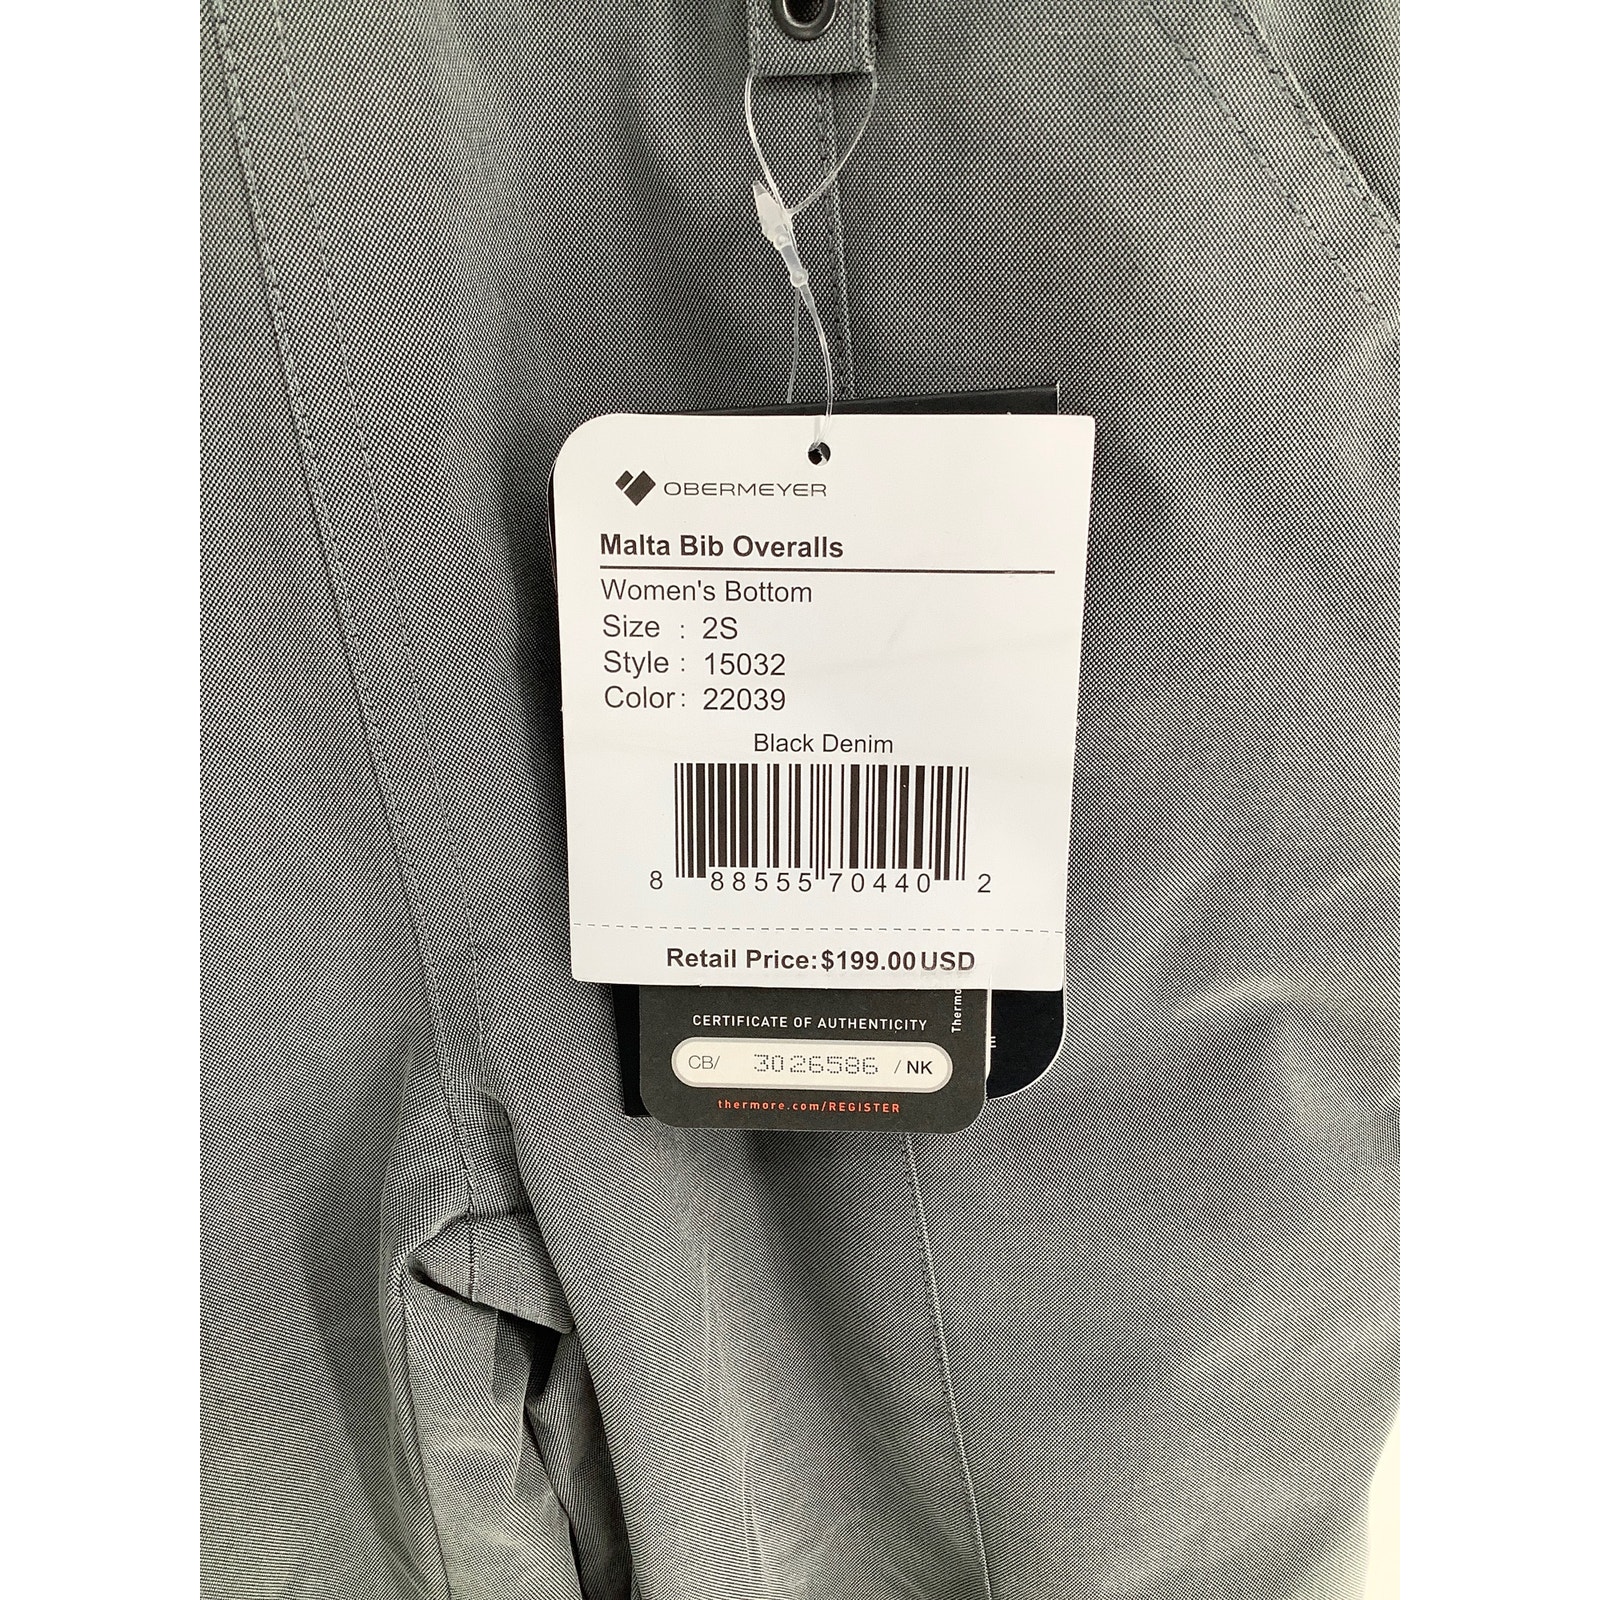 OBERMEYER
Malta Bib Overalls
Women's Bottom
Size : 2S
Style : 15032
Color : 22039
Black Denim
8 88555 70440 2
Retail Price:$199.00 USD
CERTIFICATE OF AUTHENTICITY
CB/ 3026586 / NK
thermore.com/REGISTER